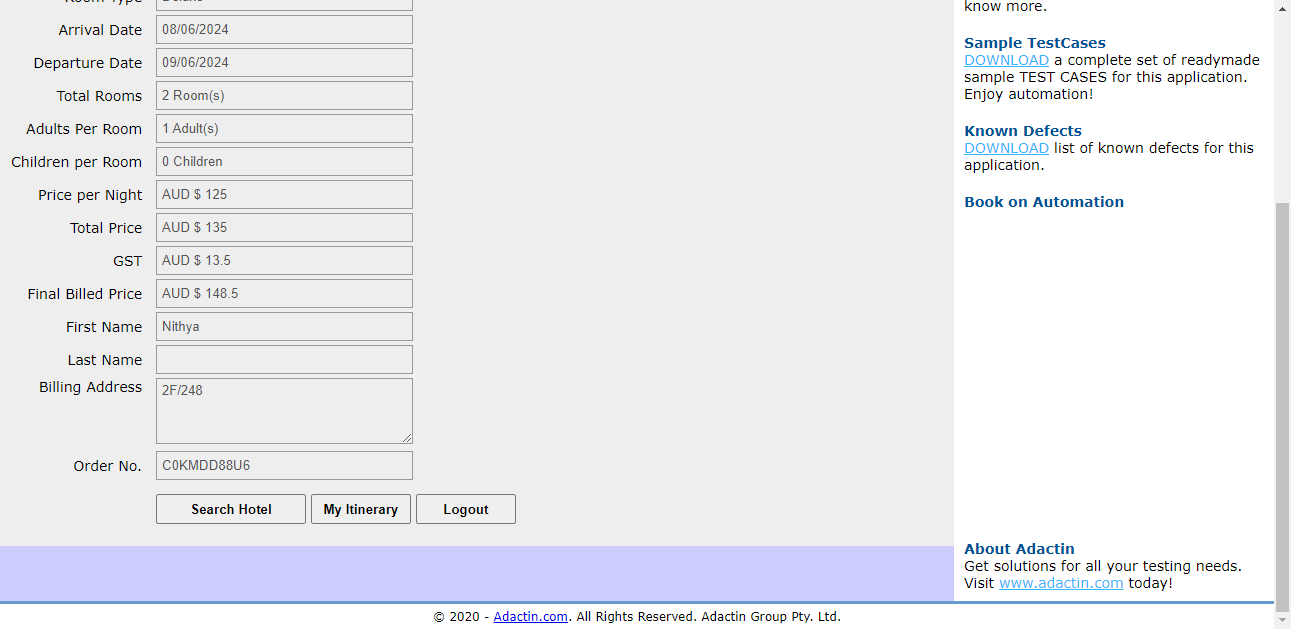 know more.
Arrival Date 08/06/2024
Departure Date 09/06/2024
Total Rooms 2 Room(s)
Adults Per Room 1 Adult(s)
Children per Room 0 Children
Price per Night AUD $ 125
Total Price AUD $ 135
GST AUD $ 13.5
Final Billed Price AUD $ 148.5
First Name Nithya
Last Name
Billing Address 2F/248
Order No. C0KMDD88U6
Search Hotel My Itinerary Logout
Sample TestCases
DOWNLOAD a complete set of readymade
sample TEST CASES for this application.
Enjoy automation!
Known Defects
DOWNLOAD list of known defects for this
application.
Book on Automation
About Adactin
Get solutions for all your testing needs.
Visit www.adactin.com today!
© 2020 - Adactin.com. All Rights Reserved. Adactin Group Pty. Ltd.